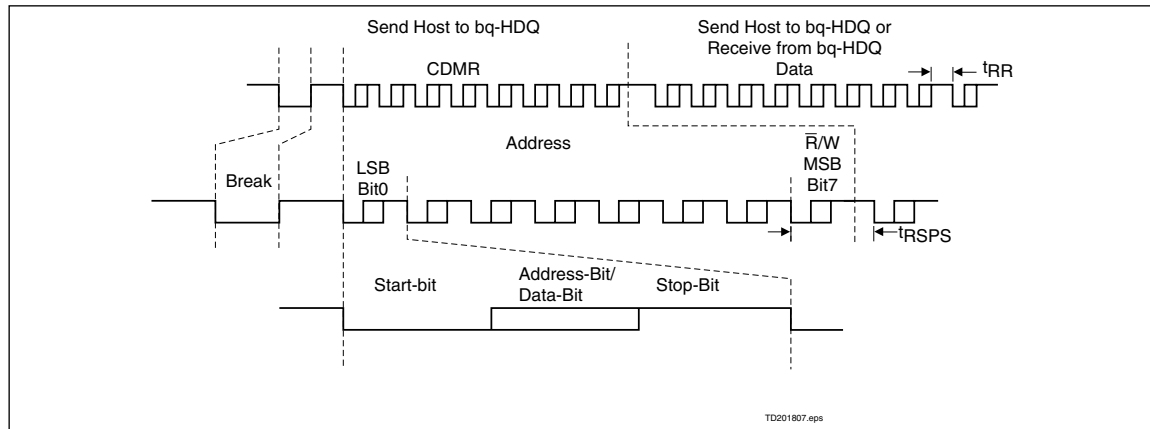 Send Host to bq-HDQ
Send Host to bq-HDQ or
Receive from bq-HDQ
CDMR
Data
tRR
Address
R̅/W
MSB
Bit7
LSB
Bit0
Break
tRSPS
Start-bit
Address-Bit/
Data-Bit
Stop-Bit
TD201807.eps